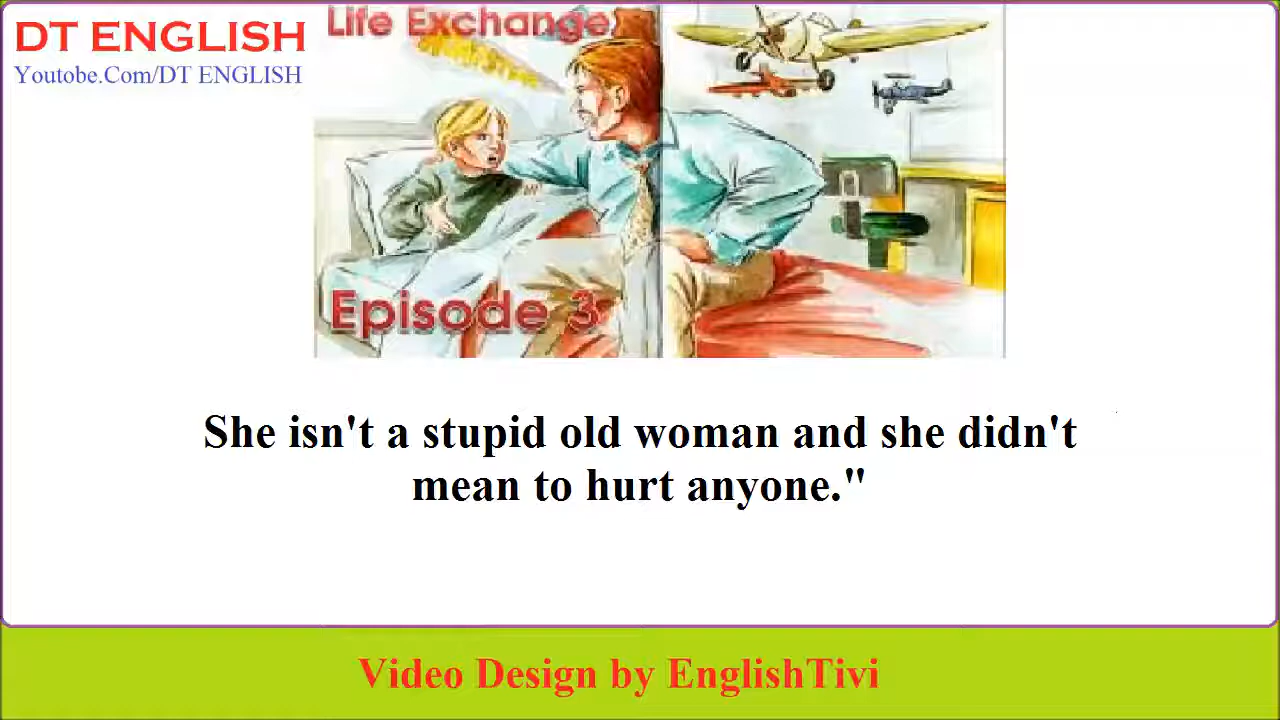 DT ENGLISH
Youtobe.Com/DT ENGLISH
Life Exchange
Episode 3
She isn't a stupid old woman and she didn't
mean to hurt anyone."
Video Design by EnglishTivi